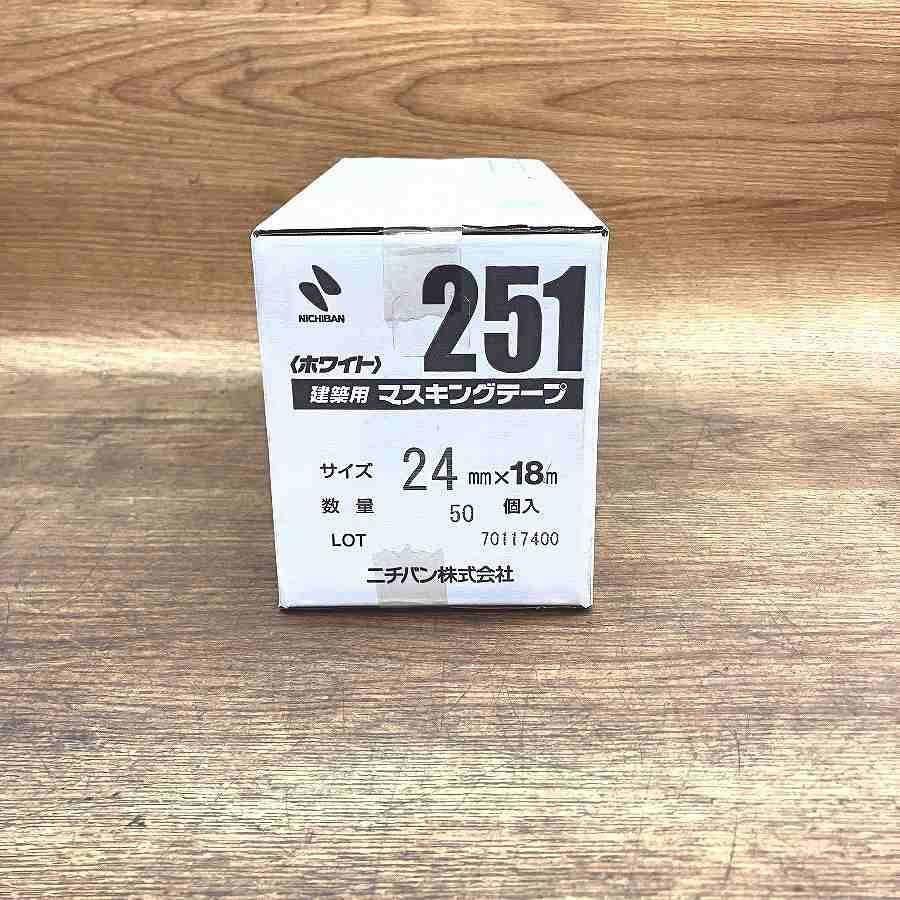 NICHIBAN
251
〈ホワイト〉
建築用 マスキングテープ
サイズ 24 mm×18m
数量 50 個入
LOT 70117400
ニチバン株式会社